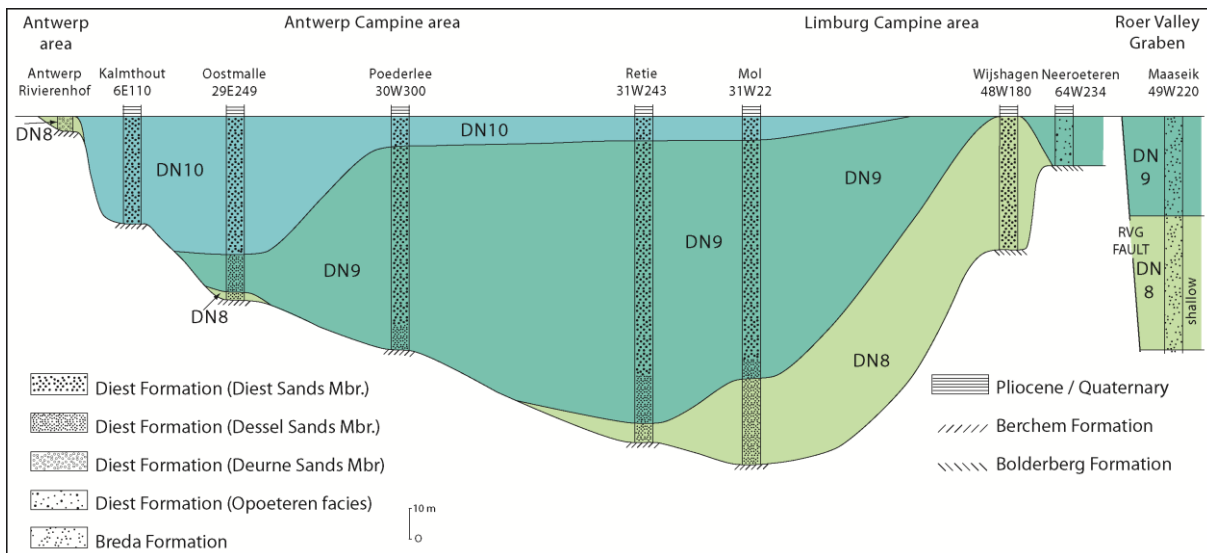 Antwerp
area
Antwerp Campine area
Limburg Campine area
Roer Valley
Graben
Antwerp
Rivierenhof
Kalmthout
6E110
Oostmalle
29E249
Poederlee
30W300
Retie
31W243
Mol
31W22
Wijshagen
48W180
Neeroeteren
64W234
Maaseik
49W220
DN8
DN10
DN10
DN9
DN9
DN9
DN8
DN8
DN
9
RVG
FAULT
DN
8
shallow
Diest Formation (Diest Sands Mbr.)
Diest Formation (Dessel Sands Mbr.)
Diest Formation (Deurne Sands Mbr)
Diest Formation (Opoeteren facies)
Breda Formation
10 m
0
Pliocene / Quaternary
Berchem Formation
Bolderberg Formation